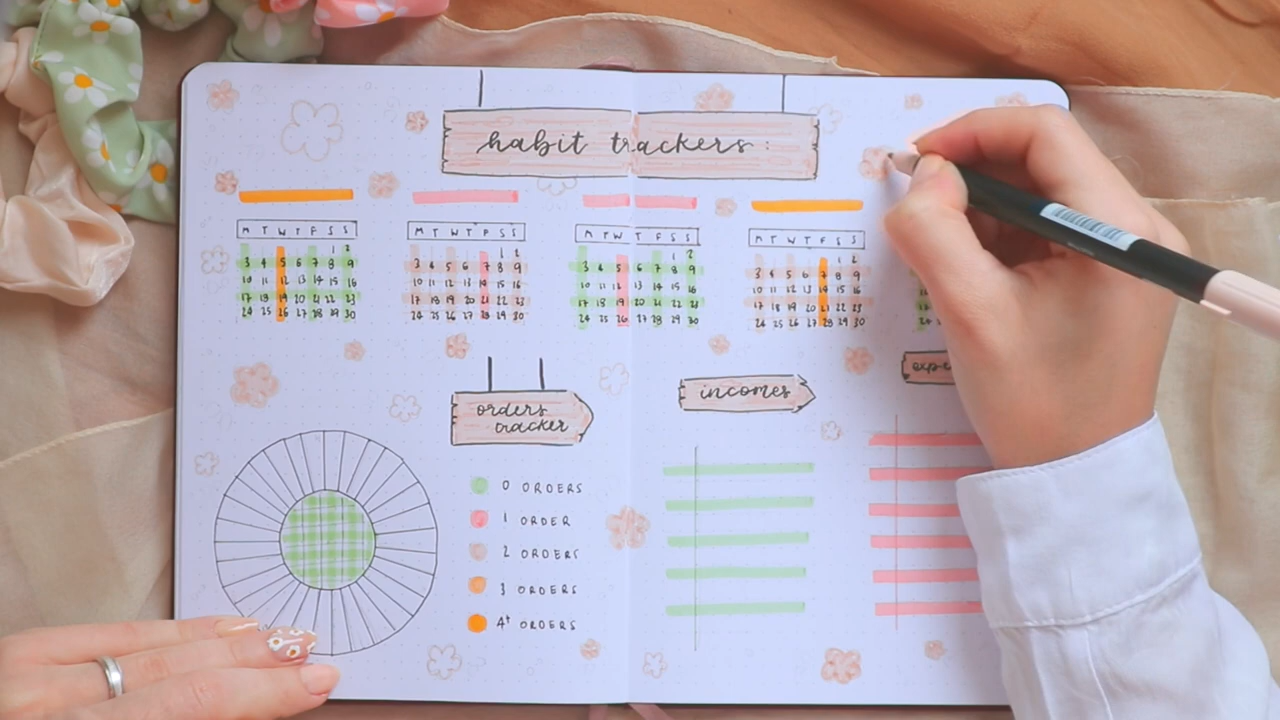 habit trackers:
M T W T F S S
1 2
3 4 5 6 7 8 9
10 11 12 13 14 15 16
17 18 19 20 21 22 23
24 25 26 27 28 29 30
M T W T F S S
1 2
3 4 5 6 7 8 9
10 11 12 13 14 15 16
17 18 19 20 21 22 23
24 25 26 27 28 29 30
M T W T F S S
1 2
3 4 5 6 7 8 9
10 11 12 13 14 15 16
17 18 19 20 21 22 23
24 25 26 27 28 29 30
M T W T F S S
1 2
3 4 5 6 7 8 9
10 11 12 13 14 15 16
17 18 19 20 21 22 23
24 25 26 27 28 29 30
orders
tracker
0 ORDERS
1 ORDER
2 ORDERS
3 ORDERS
4+ ORDERS
incomes
expe